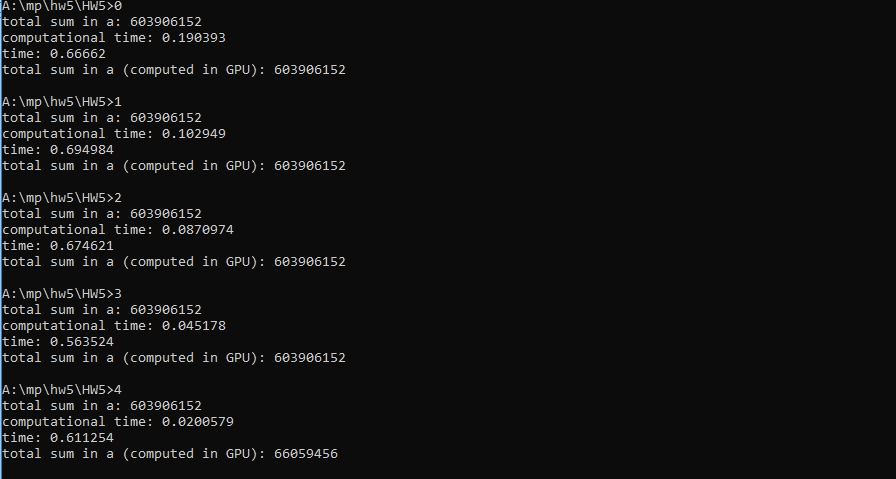 A:\mp\hw5\HW5>0
total sum in a: 603906152
computational time: 0.190393
time: 0.66662
total sum in a (computed in GPU): 603906152
A:\mp\hw5\HW5>1
total sum in a: 603906152
computational time: 0.102949
time: 0.694984
total sum in a (computed in GPU): 603906152
A:\mp\hw5\HW5>2
total sum in a: 603906152
computational time: 0.0870974
time: 0.674621
total sum in a (computed in GPU): 603906152
A:\mp\hw5\HW5>3
total sum in a: 603906152
computational time: 0.045178
time: 0.563524
total sum in a (computed in GPU): 603906152
A:\mp\hw5\HW5>4
total sum in a: 603906152
computational time: 0.0200579
time: 0.611254
total sum in a (computed in GPU): 66059456